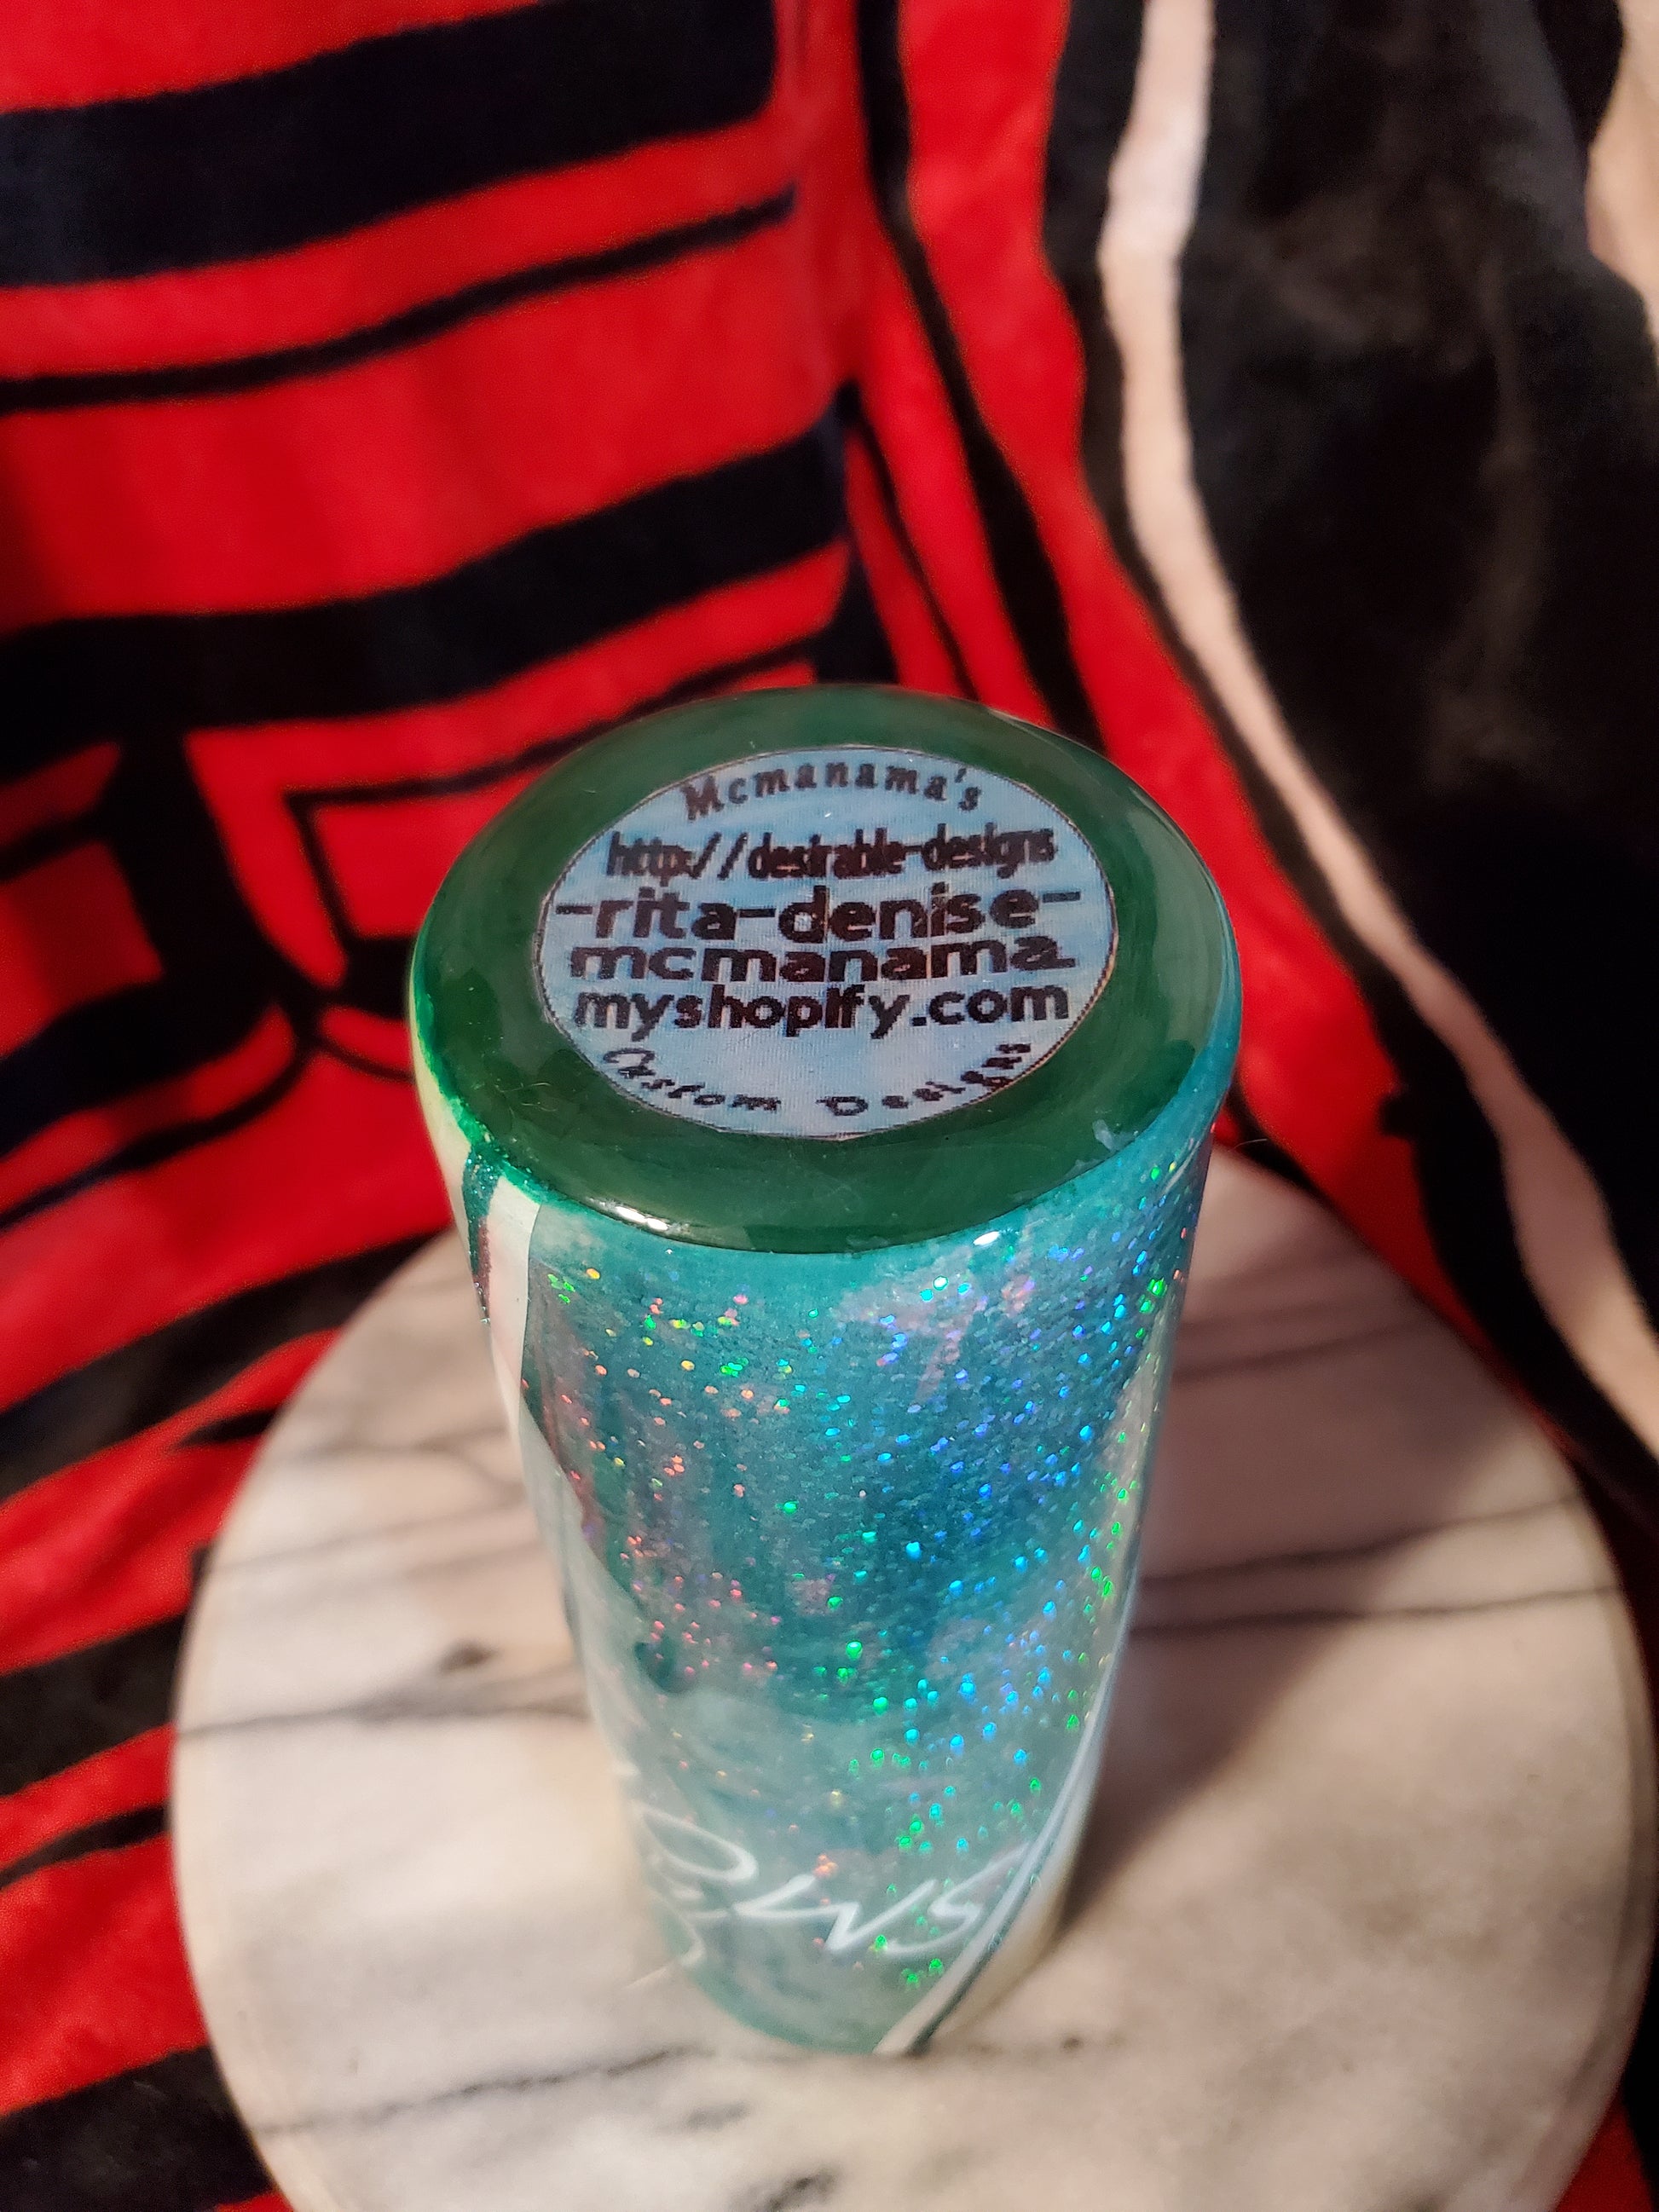 Mcmanama's
http://desirable-designs
-rita-denise-
mcmanama.
myshopify.com
Custom Designs